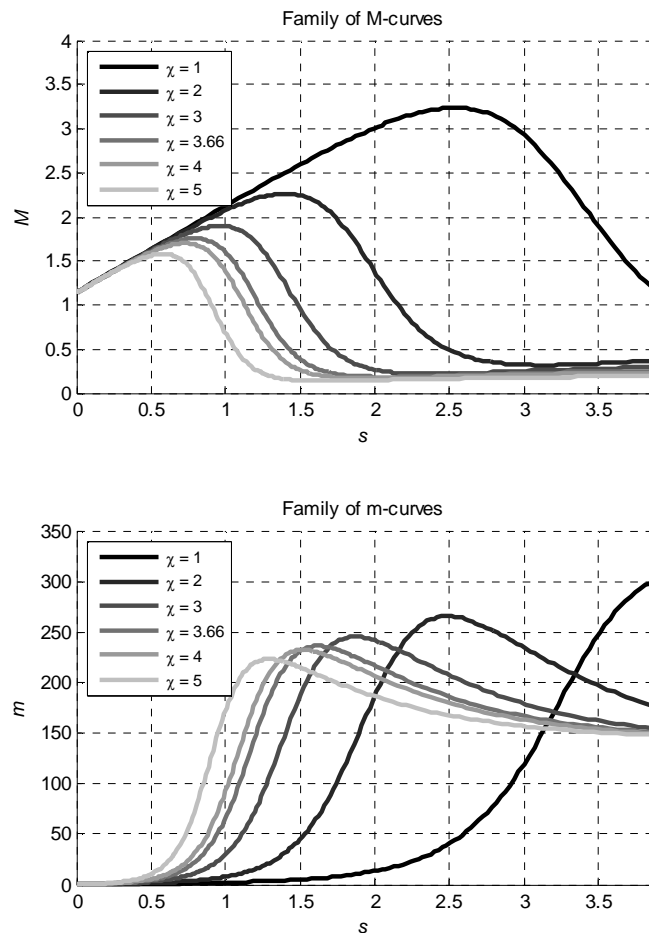 Family of M-curves
4
3.5
3
2.5
2
1.5
1
0.5
0
M
χ = 1
χ = 2
χ = 3
χ = 3.66
χ = 4
χ = 5
0 0.5 1 1.5 2 2.5 3 3.5
s
Family of m-curves
350
300
250
200
150
100
50
0
m
χ = 1
χ = 2
χ = 3
χ = 3.66
χ = 4
χ = 5
0 0.5 1 1.5 2 2.5 3 3.5
s